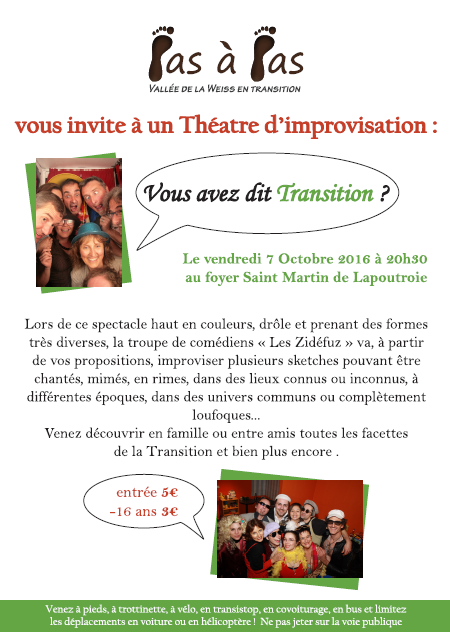 Pas à Pas
VALLÉE DE LA WEISS EN TRANSITION
vous invite à un Théatre d'improvisation :
Vous avez dit Transition ?
Le vendredi 7 Octobre 2016 à 20h30
au foyer Saint Martin de Lapoutroie
Lors de ce spectacle haut en couleurs, drôle et prenant des formes
très diverses, la troupe de comédiens « Les Zidéfuz » va, à partir
de vos propositions, improviser plusieurs sketches pouvant être
chantés, mimés, en rimes, dans des lieux connus ou inconnus, à
différentes époques, dans des univers communs ou complètement
loufoques...
Venez découvrir en famille ou entre amis toutes les facettes
de la Transition et bien plus encore .
entrée 5€
-16 ans 3€
Venez à pieds, à trottinette, à vélo, en transistop, en covoiturage, en bus et limitez
les déplacements en voiture ou en hélicoptère ! Ne pas jeter sur la voie publique